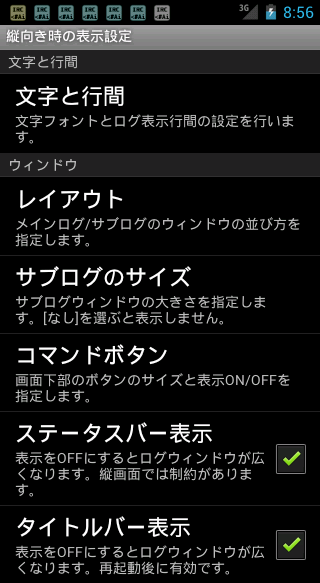 IRC IRC IRC IRC IRC IRC IRC
3G 8:56
縦向き時の表示設定
文字と行間
文字と行間
文字フォントとログ表示行間の設定を行いま
す。
ウィンドウ
レイアウト
メインログ/サブログのウィンドウの並び方を
指定します。
サブログのサイズ
サブログウィンドウの大きさを指定しま
す。[なし]を選ぶと表示しません。
コマンドボタン
画面下部のボタンのサイズと表示ON/OFFを
指定します。
ステータスバー表示
表示をOFFにするとログウィンドウが広
くなります。縦画面では制約がありま
す。
タイトルバー表示
表示をOFFにするとログウィンドウが広
くなります。再起動後に有効です。